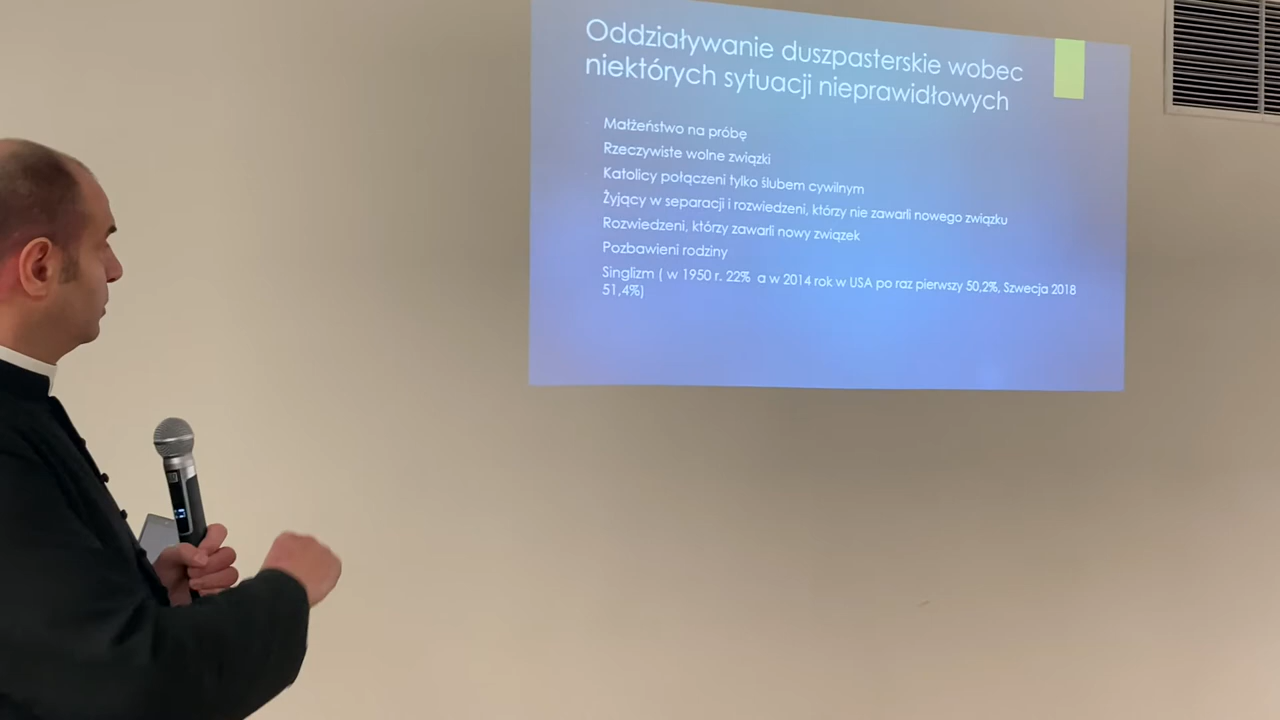 Oddziaływanie duszpasterskie wobec
niektórych sytuacji nieprawidłowych
Małżeństwo na próbę
Rzeczywiste wolne związki
Katolicy połączeni tylko ślubem cywilnym
Żyjący w separacji i rozwiedzeni, którzy nie zawarli nowego związku
Rozwiedzeni, którzy zawarli nowy związek
Pozbawieni rodziny
Singlizm ( w 1950 r. 22% a w 2014 rok w USA po raz pierwszy 50,2%, Szwecja 2018
51,4%)